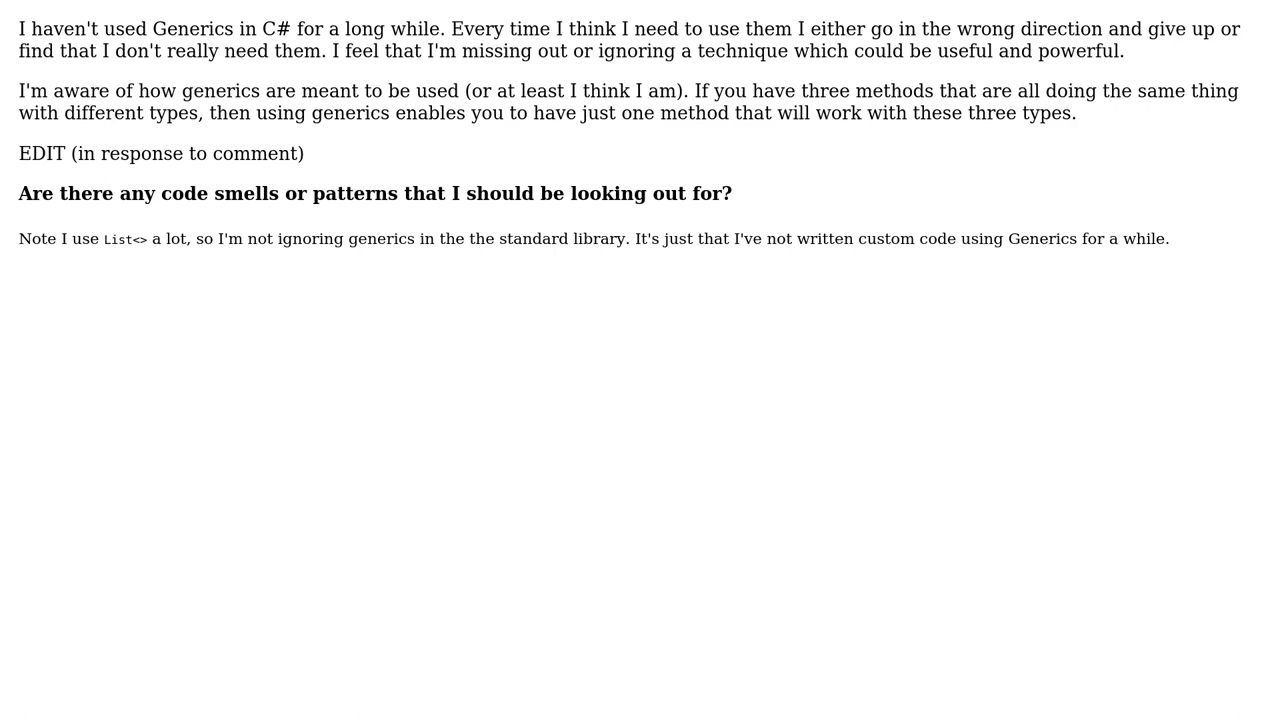 I haven't used Generics in C# for a long while. Every time I think I need to use them I either go in the wrong direction and give up or
find that I don't really need them. I feel that I'm missing out or ignoring a technique which could be useful and powerful.
I'm aware of how generics are meant to be used (or at least I think I am). If you have three methods that are all doing the same thing
with different types, then using generics enables you to have just one method that will work with these three types.
EDIT (in response to comment)
Are there any code smells or patterns that I should be looking out for?
Note I use List<> a lot, so I'm not ignoring generics in the the standard library. It's just that I've not written custom code using Generics for a while.